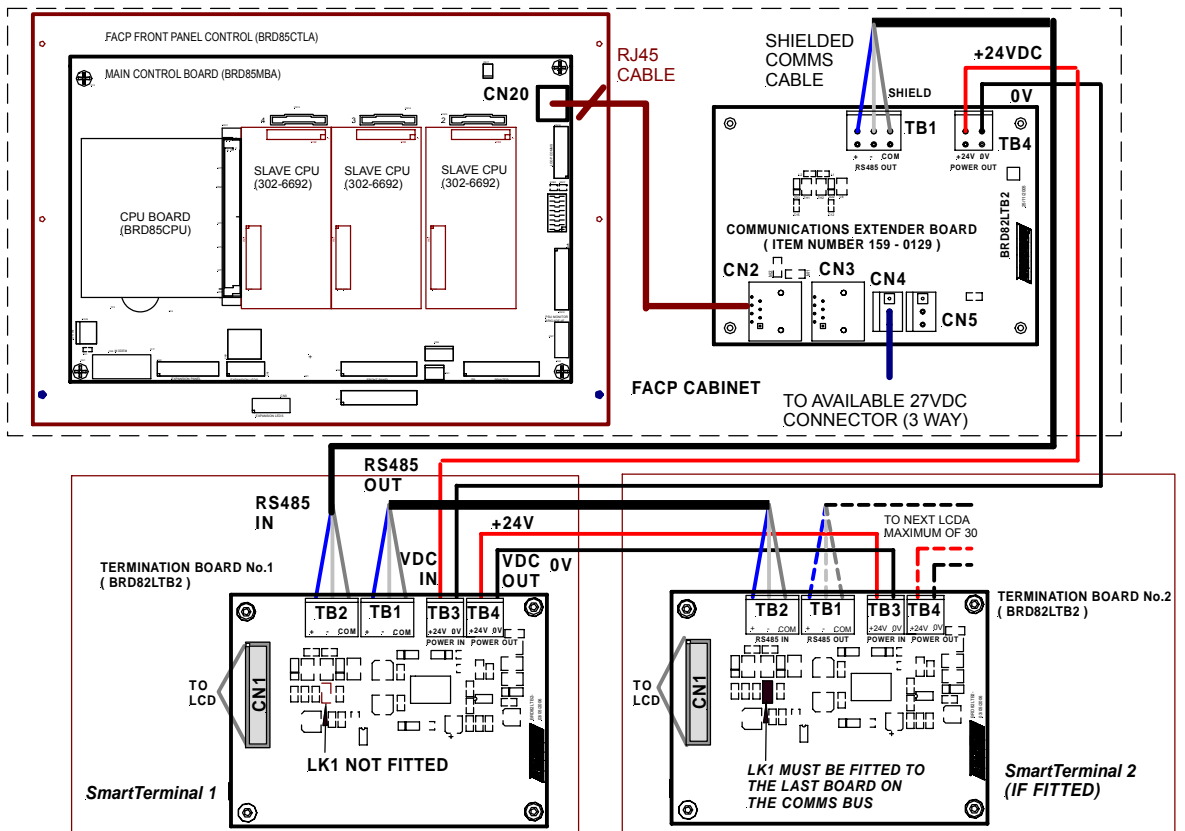 FACP FRONT PANEL CONTROL (BRD85CTLA)
MAIN CONTROL BOARD (BRD85MBA)
CN20
RJ45
CABLE
4
3
2
SLAVE CPU
(302-6692)
SLAVE CPU
(302-6692)
SLAVE CPU
(302-6692)
CPU BOARD
(BRD85CPU)
SHIELDED
COMMS
CABLE
+24VDC
0V
SHIELD
TB1
TB4
+ - COM
RS485 OUT
+24V 0V
POWER OUT
BRD82LTB2
COMMUNICATIONS EXTENDER BOARD
( ITEM NUMBER 159 - 0129 )
CN2
CN3
CN4
CN5
FACP CABINET
TO AVAILABLE 27VDC
CONNECTOR (3 WAY)
RS485
OUT
RS485
IN
+24V
VDC
IN
VDC
OUT
0V
TO NEXT LCDA
MAXIMUM OF 30
TERMINATION BOARD No.1
( BRD82LTB2 )
TB2
TB1
TB3
TB4
+ - COM
+ - COM
+24V 0V
+24V 0V
POWER IN
POWER OUT
TO
LCD
CN1
LK1 NOT FITTED
SmartTerminal 1
TERMINATION BOARD No.2
( BRD82LTB2 )
TB2
TB1
TB3
TB4
+ - COM
+ - COM
+24V 0V
+24V 0V
RS485 IN
RS485 OUT
POWER IN
POWER OUT
TO
LCD
CN1
LK1 MUST BE FITTED TO
THE LAST BOARD ON
THE COMMS BUS
SmartTerminal 2
(IF FITTED)